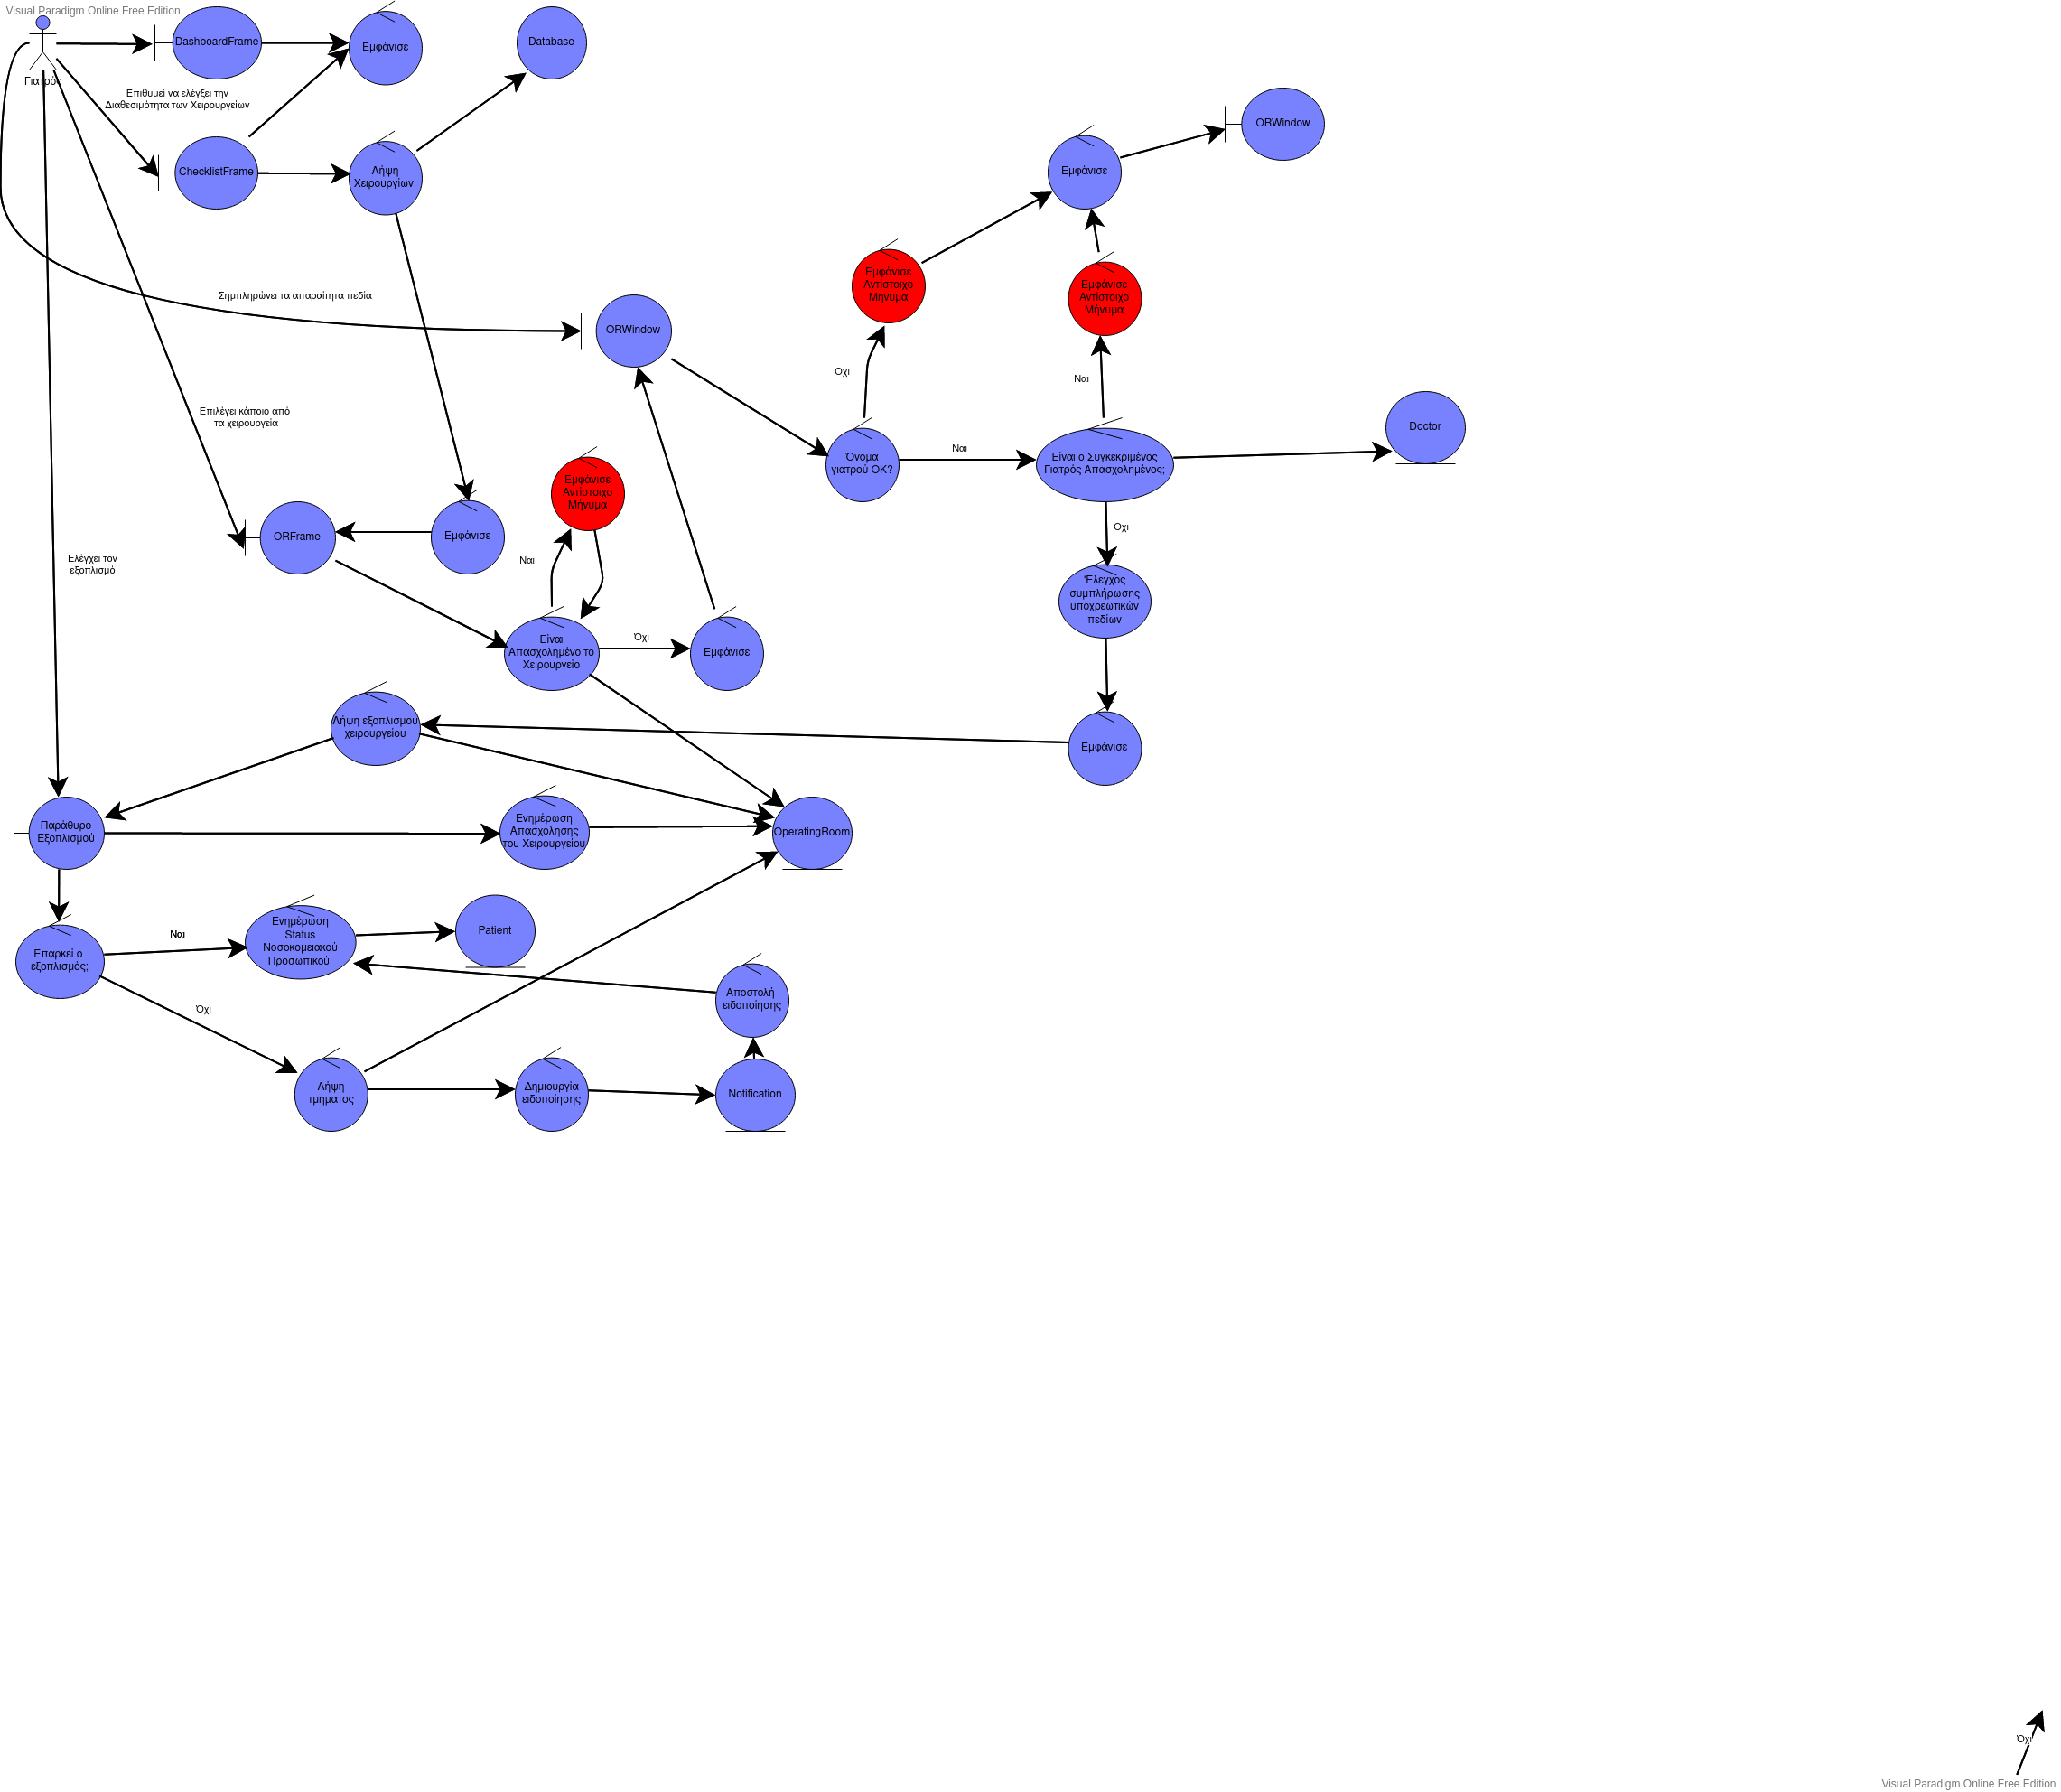 Visual Paradigm Online Free Edition
DashboardFrame
Εμφάνισε
Database
Γιατρός
Επιθυμεί να ελέγξει την
Διαθεσιμότητα των Χειρουργείων
ORWindow
ChecklistFrame
Λήψη
Χειρουργίων
Εμφάνισε
Εμφάνισε
Αντίστοιχο
Μήνυμα
Εμφάνισε
Αντίστοιχο
Μήνυμα
Σημπληρώνει τα απαραίτητα πεδία
ORWindow
Όχι
Ναι
Επιλέγει κάποιο από
τα χειρουργεία
Doctor
Όνομα
γιατρού OK?
Ναι
Είναι ο Συγκεκριμένος
Γιατρός Απασχολημένος;
Εμφάνισε
Αντίστοιχο
Μήνυμα
ORFrame
Εμφάνισε
Όχι
Ελέγχει τον
εξοπλισμό
Ναι
'Ελεγχος
συμπλήρωσης
υποχρεωτικών
πεδίων
Είναι
Απασχολημένο το
Χειρουργείο
Όχι
Εμφάνισε
Λήψη εξοπλισμού
χειρουργείου
Εμφάνισε
Παράθυρο
Εξοπλισμού
Ενημέρωση
Απασχόλησης
του Χειρουργείου
OperatingRoom
Επαρκεί ο
εξοπλισμός;
Ναι
Ενημέρωση
Status
Νοσοκομειακού
Προσωπικού
Patient
Αποστολή
ειδοποίησης
Όχι
Λήψη
τμήματος
Δημιουργία
ειδοποίησης
Notification
Όχι
Visual Paradigm Online Free Edition